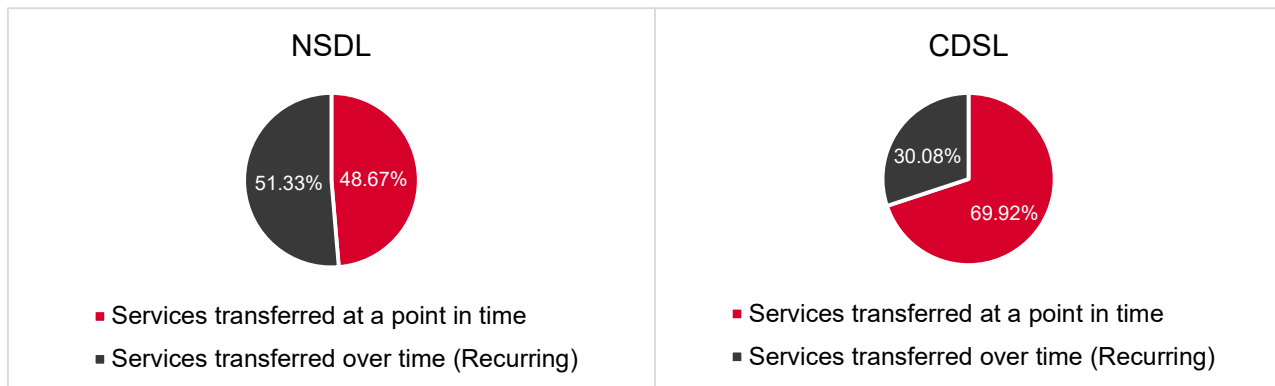 NSDL
51.33%
48.67%
Services transferred at a point in time
Services transferred over time (Recurring)
CDSL
30.08%
69.92%
Services transferred at a point in time
Services transferred over time (Recurring)